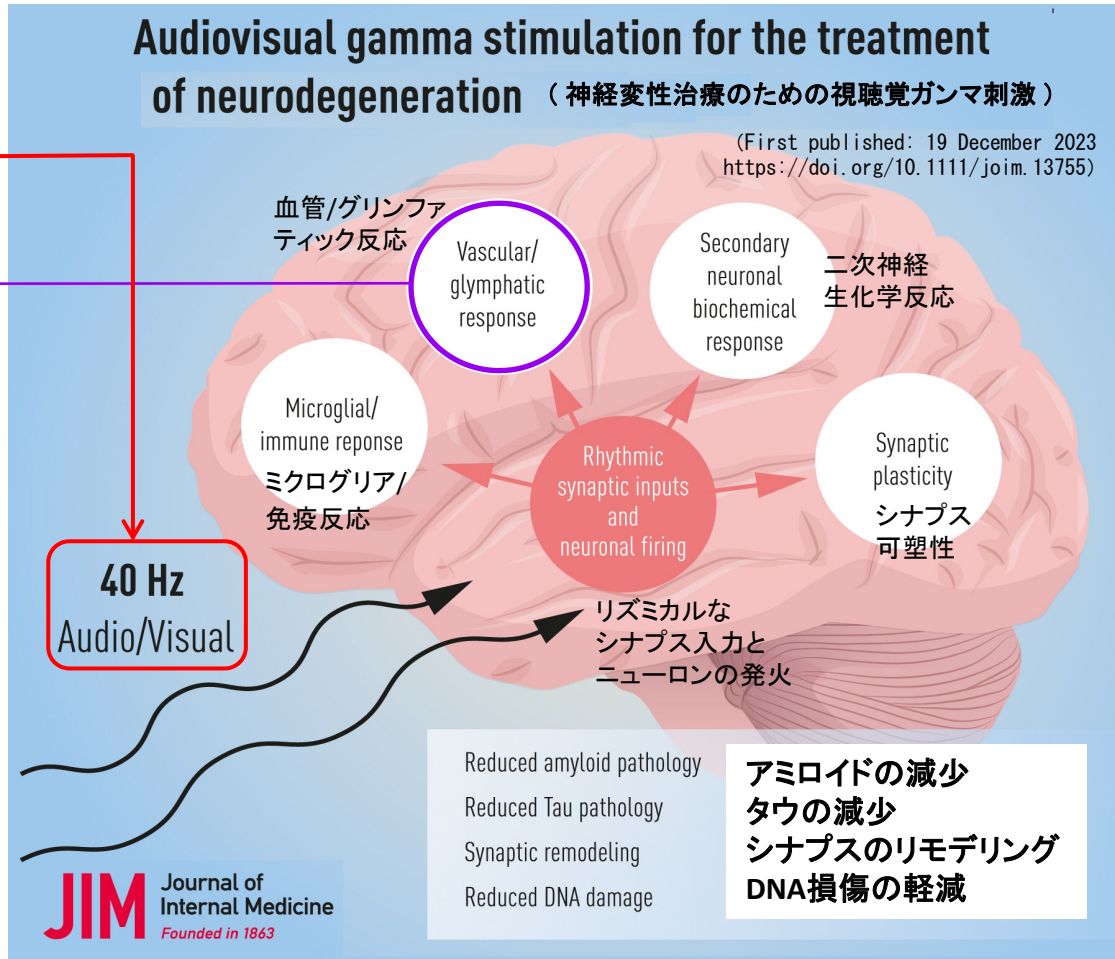 Audiovisual gamma stimulation for the treatment
of neurodegeneration （ 神経変性治療のための視聴覚ガンマ刺激 ）
(First published: 19 December 2023
https://doi.org/10.1111/joim.13755)
血管/グリンファ
ティック反応
Vascular/
glymphatic
response
Secondary
neuronal
biochemical
response
二次神経
生化学反応
Microglial/
immune reponse
ミクログリア/
免疫反応
Rhythmic
synaptic inputs
and
neuronal firing
Synaptic
plasticity
シナプス
可塑性
40 Hz
Audio/Visual
リズミカルな
シナプス入力と
ニューロンの発火
Reduced amyloid pathology
Reduced Tau pathology
Synaptic remodeling
Reduced DNA damage
アミロイドの減少
タウの減少
シナプスのリモデリング
DNA損傷の軽減
JIM
Journal of
Internal Medicine
Founded in 1863